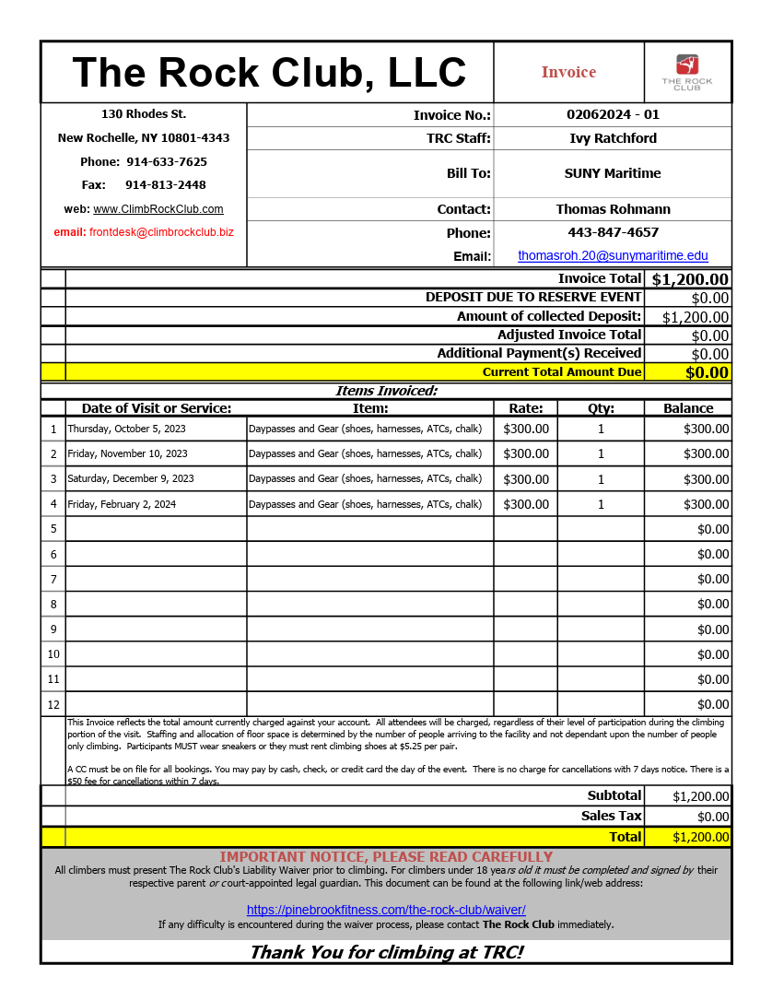 The Rock Club, LLC
Invoice
THE ROCK
CLUB
130 Rhodes St.
New Rochelle, NY 10801-4343
Phone: 914-633-7625
Fax: 914-813-2448
web: www.ClimbRockClub.com
email: frontdesk@climbrockclub.biz
Invoice No.: 02062024 - 01
TRC Staff: Ivy Ratchford
Bill To: SUNY Maritime
Contact: Thomas Rohmann
Phone: 443-847-4657
Email: thomasroh.20@sunymaritime.edu
Invoice Total $1,200.00
DEPOSIT DUE TO RESERVE EVENT $0.00
Amount of collected Deposit: $1,200.00
Adjusted Invoice Total $0.00
Additional Payment(s) Received $0.00
Current Total Amount Due $0.00
Items Invoiced:
Date of Visit or Service: Item: Rate: Qty: Balance
1 Thursday, October 5, 2023 Daypasses and Gear (shoes, harnesses, ATCs, chalk) $300.00 1 $300.00
2 Friday, November 10, 2023 Daypasses and Gear (shoes, harnesses, ATCs, chalk) $300.00 1 $300.00
3 Saturday, December 9, 2023 Daypasses and Gear (shoes, harnesses, ATCs, chalk) $300.00 1 $300.00
4 Friday, February 2, 2024 Daypasses and Gear (shoes, harnesses, ATCs, chalk) $300.00 1 $300.00
5 $0.00
6 $0.00
7 $0.00
8 $0.00
9 $0.00
10 $0.00
11 $0.00
12 $0.00
This Invoice reflects the total amount currently charged against your account. All attendees will be charged, regardless of their level of participation during the climbing
portion of the visit. Staffing and allocation of floor space is determined by the number of people arriving to the facility and not dependant upon the number of people
only climbing. Participants MUST wear sneakers or they must rent climbing shoes at $5.25 per pair.
A CC must be on file for all bookings. You may pay by cash, check, or credit card the day of the event. There is no charge for cancellations with 7 days notice. There is a
$50 fee for cancellations within 7 days.
Subtotal $1,200.00
Sales Tax $0.00
Total $1,200.00
IMPORTANT NOTICE, PLEASE READ CAREFULLY
All climbers must present The Rock Club's Liability Waiver prior to climbing. For climbers under 18 years old it must be completed and signed by their
respective parent or court-appointed legal guardian. This document can be found at the following link/web address:
https://pinebrookfitness.com/the-rock-club/waiver/
If any difficulty is encountered during the waiver process, please contact The Rock Club immediately.
Thank You for climbing at TRC!